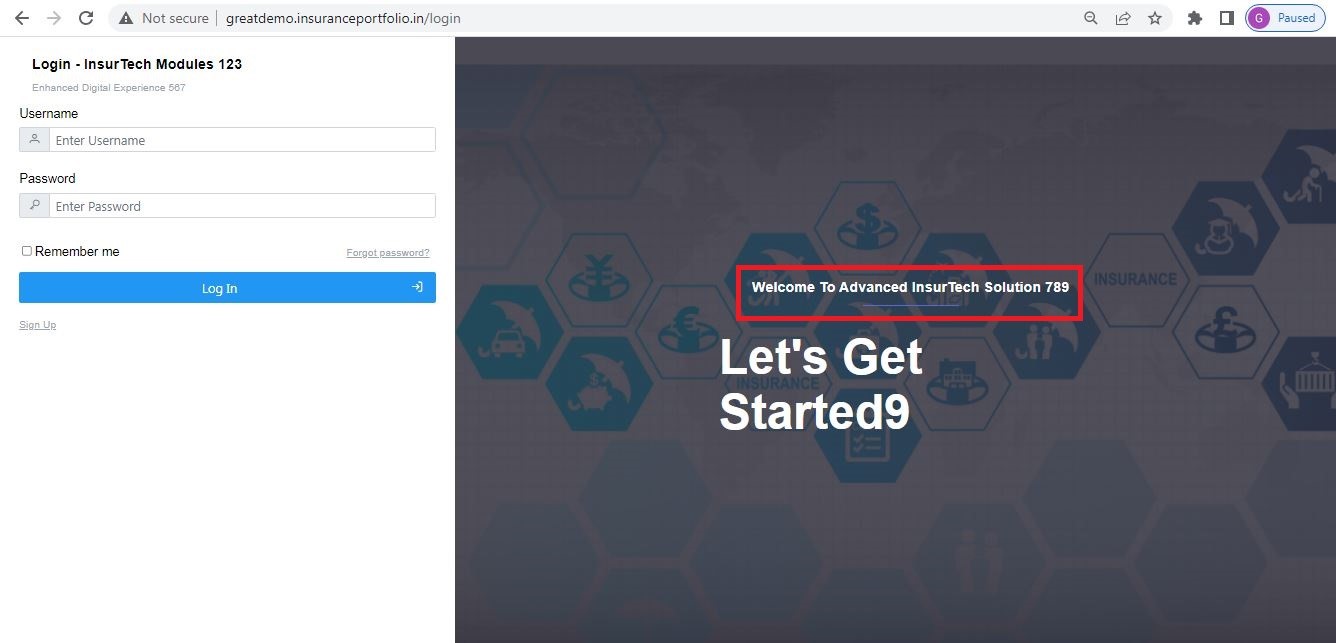 Not secure
greatdemo.insuranceportfolio.in/login
G
Paused
Login - InsurTech Modules 123
Enhanced Digital Experience 567
Username
Enter Username
Password
Enter Password
Remember me
Forgot password?
Log In
Sign Up
INSURANCE
Welcome To Advanced InsurTech Solution 789
Let's Get
Started9
INSURANCE